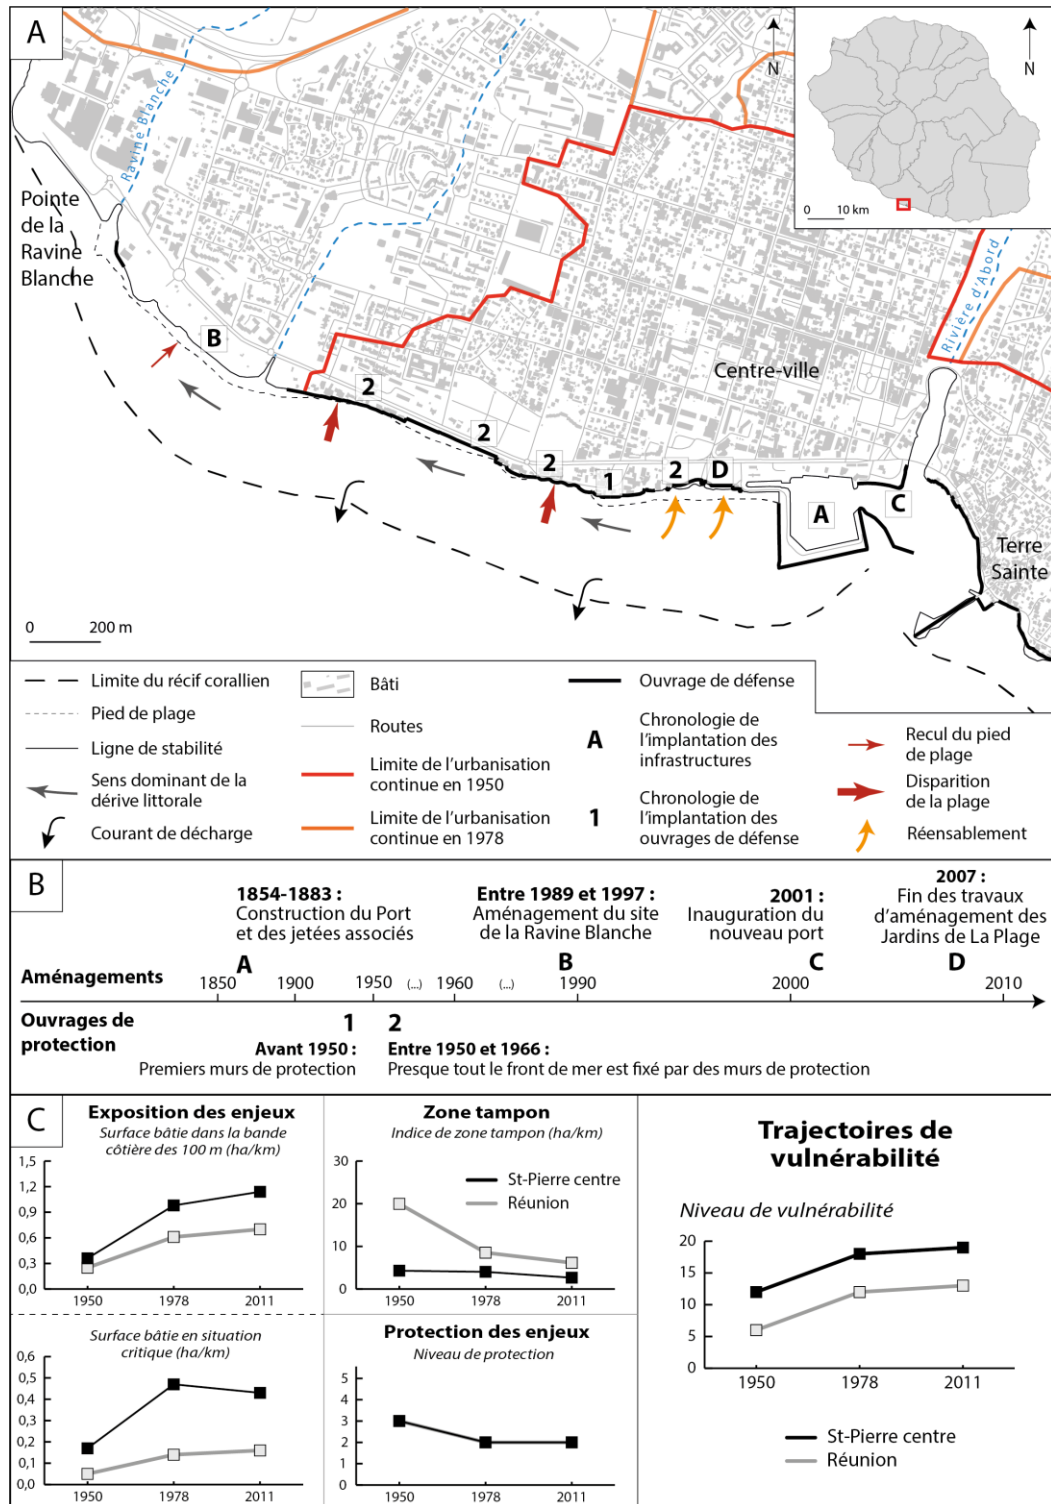 A
N
N
0 10 km
Ravine Blanche
Pointe
de la
Ravine
Blanche
Rivière d'Abord
B
Centre-ville
2
2
2
1
2
D
A
C
Terre
Sainte
0 200 m
Limite du récif corallien
Pied de plage
Ligne de stabilité
Sens dominant de la
dérive littorale
Courant de décharge
Bâti
Routes
Limite de l'urbanisation
continue en 1950
Limite de l'urbanisation
continue en 1978
Ouvrage de défense
A
Chronologie de
l'implantation des
infrastructures
1
Chronologie de
l'implantation des
ouvrages de défense
Recul du pied
de plage
Disparition
de la plage
Réensablement
B
1854-1883 :
Construction du Port
et des jetées associés
Entre 1989 et 1997 :
Aménagement du site
de la Ravine Blanche
2001 :
Inauguration du
nouveau port
2007 :
Fin des travaux
d'aménagement des
Jardins de La Plage
Aménagements
A B C D
1850 1900 1950 (...) 1960 (...) 1990 2000 2010
Ouvrages de
protection
1 2
Avant 1950 :
Premiers murs de protection
Entre 1950 et 1966 :
Presque tout le front de mer est fixé par des murs de protection
C
Exposition des enjeux
Surface bâtie dans la bande
côtière des 100 m (ha/km)
1,5
1,2
0,9
0,6
0,3
0,0
1950 1978 2011
Zone tampon
Indice de zone tampon (ha/km)
30
20
10
0
St-Pierre centre
Réunion
1950 1978 2011
Surface bâtie en situation
critique (ha/km)
0,6
0,5
0,4
0,3
0,2
0,1
0,0
1950 1978 2011
Protection des enjeux
Niveau de protection
5
4
3
2
1
0
1950 1978 2011
Trajectoires de
vulnérabilité
Niveau de vulnérabilité
20
15
10
5
0
1950 1978 2011
St-Pierre centre
Réunion